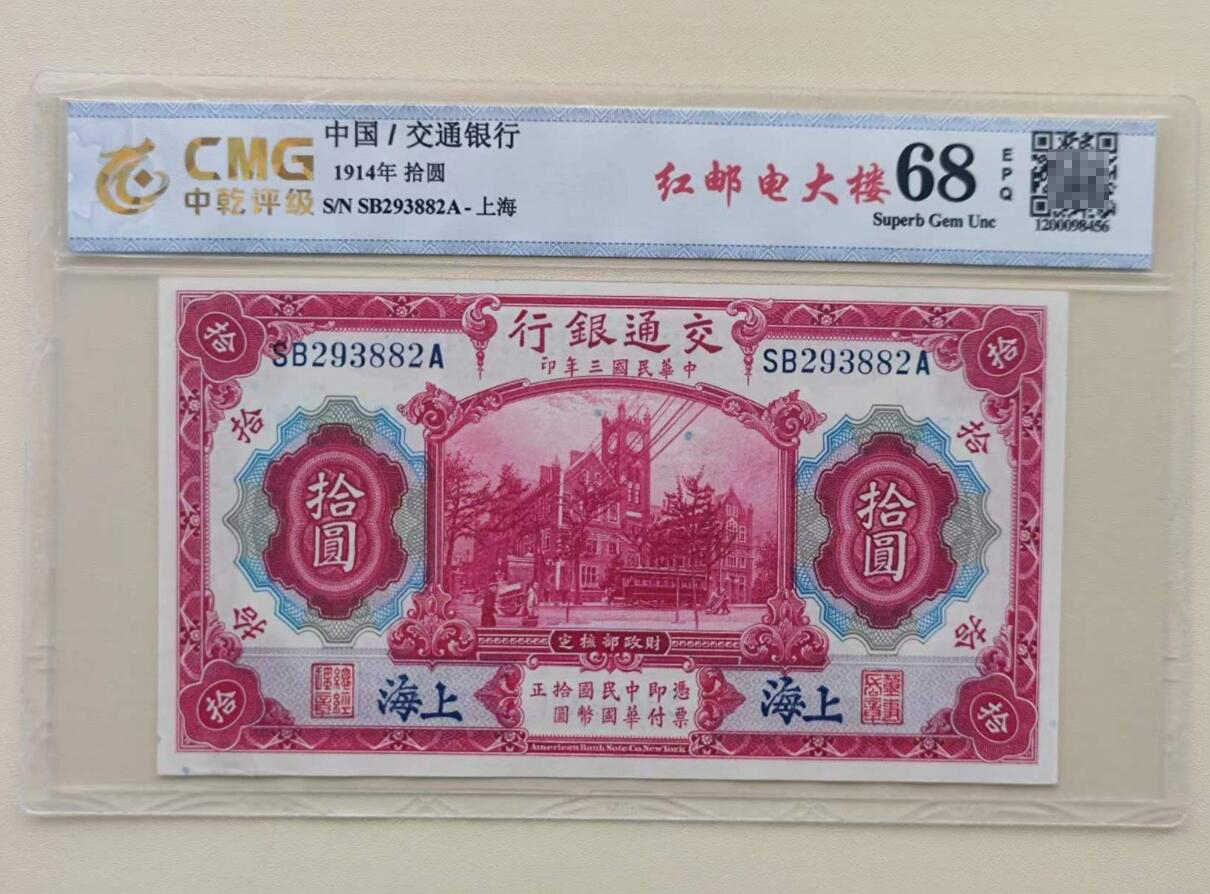 CMG
中乾评级
中国 / 交通银行
1914年 拾圆
S/N SB293882A - 上海
红邮电大楼
68
EPQ
Superb Gem Unc
1200098456
拾
行銀通交
拾
SB293882A
印年三國民華中
SB293882A
拾
拾
拾圓
拾圓
拾
拾
定核部政財
海上
正拾國民中即憑
圓幣國華付票
海上
拾
拾
American Bank Note Co. New York